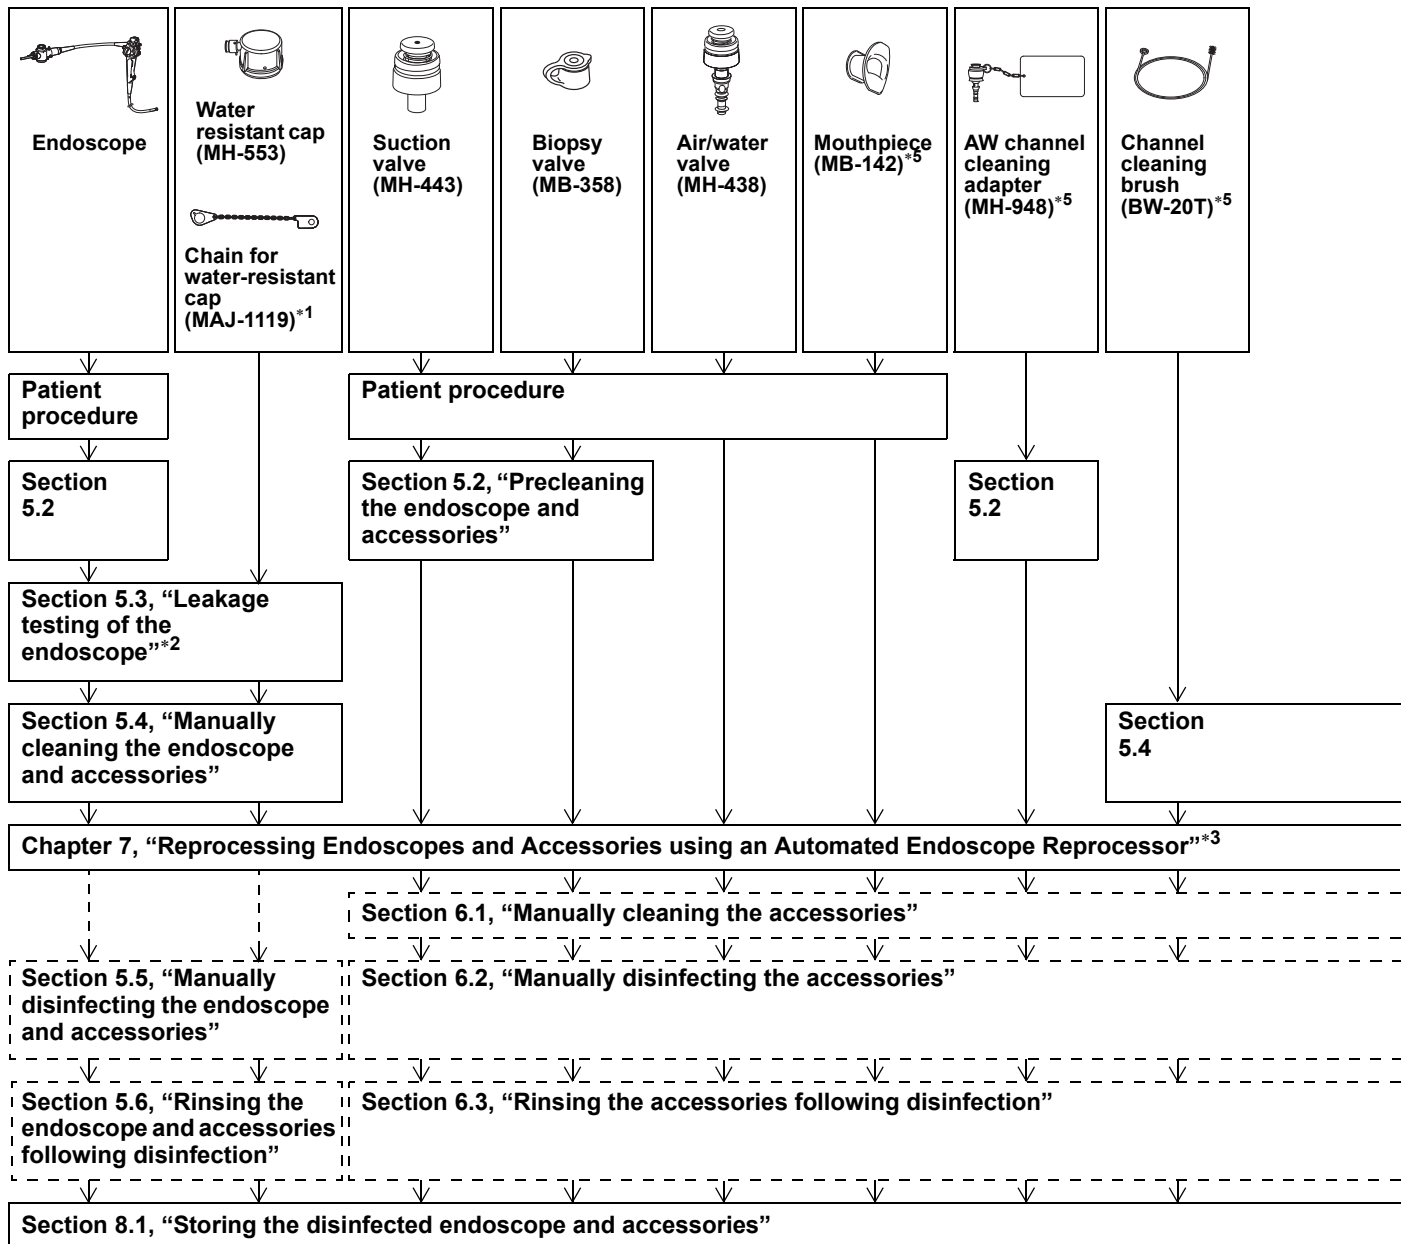 Endoscope
Water
resistant cap
(MH-553)
Chain for
water-resistant
cap
(MAJ-1119)*1
Suction
valve
(MH-443)
Biopsy
valve
(MB-358)
Air/water
valve
(MH-438)
Mouthpiece
(MB-142)*5
AW channel
cleaning
adapter
(MH-948)*5
Channel
cleaning
brush
(BW-20T)*5
Patient
procedure
Patient procedure
Section
5.2
Section 5.2, “Precleaning
the endoscope and
accessories”
Section
5.2
Section 5.3, “Leakage
testing of the
endoscope”*2
Section 5.4, “Manually
cleaning the endoscope
and accessories”
Section
5.4
Chapter 7, “Reprocessing Endoscopes and Accessories using an Automated Endoscope Reprocessor”*3
Section 6.1, “Manually cleaning the accessories”
Section 5.5, “Manually
disinfecting the endoscope
and accessories”
Section 6.2, “Manually disinfecting the accessories”
Section 5.6, “Rinsing the
endoscope and accessories
following disinfection”
Section 6.3, “Rinsing the accessories following disinfection”
Section 8.1, “Storing the disinfected endoscope and accessories”